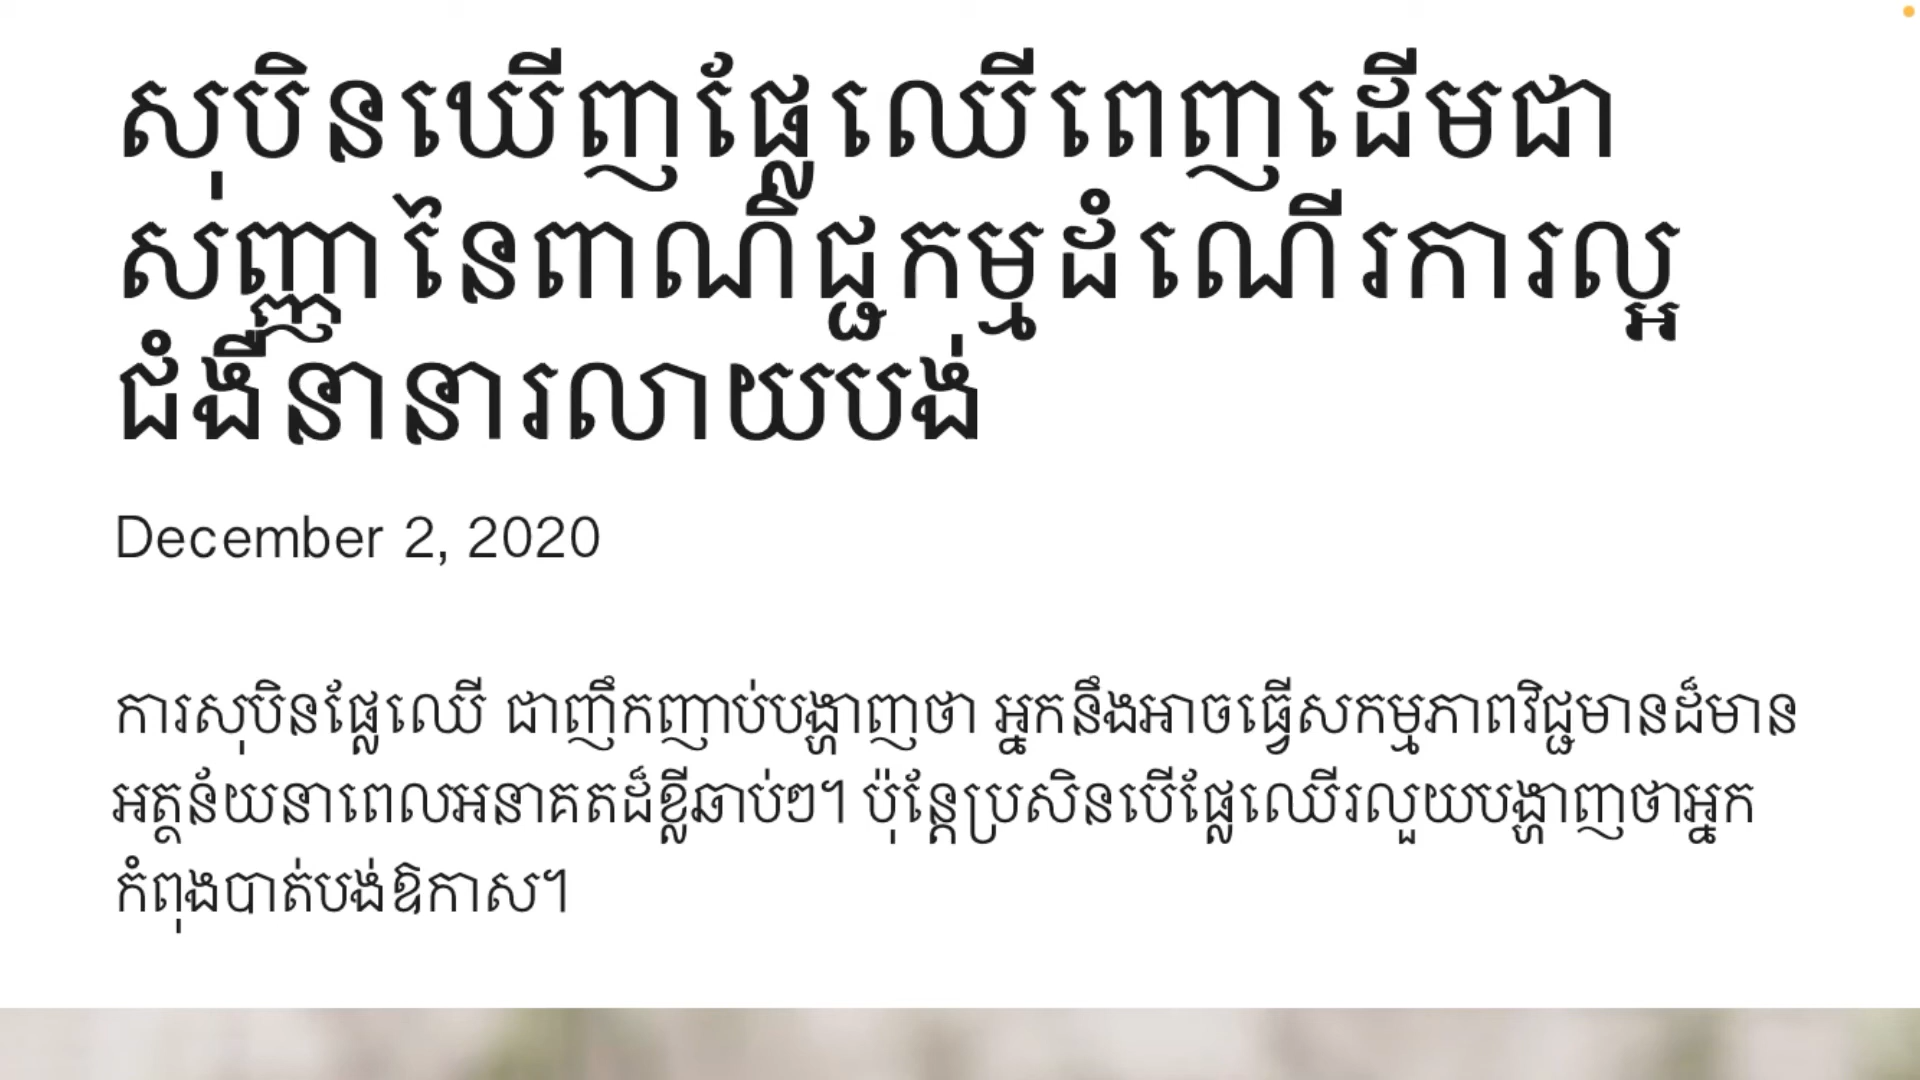 សុបិនឃើញផ្លែឈើពេញដើមជា
សញ្ញានៃពាណិជ្ជកម្មដំណើរការល្អ
ជំងឺនានារលាយបង់
December 2, 2020
ការសុបិនផ្លែឈើ ជាញឹកញាប់បង្ហាញថា អ្នកនឹងអាចធ្វើសកម្មភាពវិជ្ជមានដ៏មាន
អត្ថន័យនាពេលអនាគតដ៏ខ្លីឆាប់ៗ។ ប៉ុន្តែប្រសិនបើផ្លែឈើរលួយបង្ហាញថាអ្នក
កំពុងបាត់បង់ឱកាស។